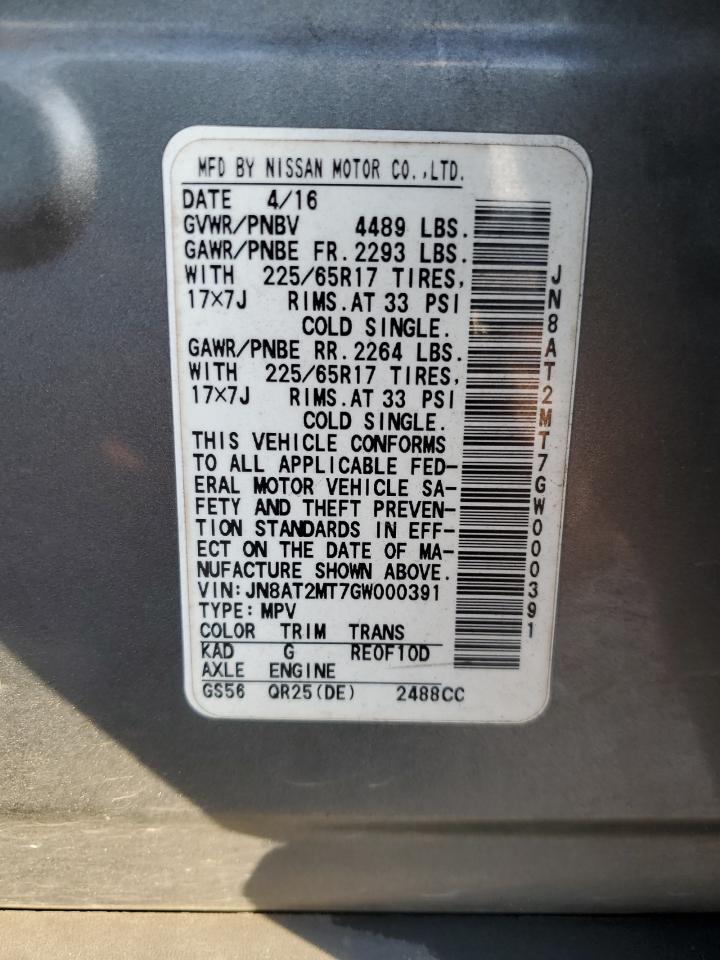 MFD BY NISSAN MOTOR CO.,LTD.
DATE 4/16
GVWR/PNBV 4489 LBS.
GAWR/PNBE FR. 2293 LBS.
WITH 225/65R17 TIRES,
17×7J RIMS.AT 33 PSI
COLD SINGLE.
GAWR/PNBE RR. 2264 LBS.
WITH 225/65R17 TIRES,
17×7J RIMS.AT 33 PSI
COLD SINGLE.
THIS VEHICLE CONFORMS
TO ALL APPLICABLE FED-
ERAL MOTOR VEHICLE SA-
FETY AND THEFT PREVEN-
TION STANDARDS IN EFF-
ECT ON THE DATE OF MA-
NUFACTURE SHOWN ABOVE.
VIN:JN8AT2MT7GW000391
TYPE:MPV
COLOR TRIM TRANS
KAD G RE0F10D
AXLE ENGINE
GS56 QR25(DE) 2488CC
JN8AT2MT7GW000391